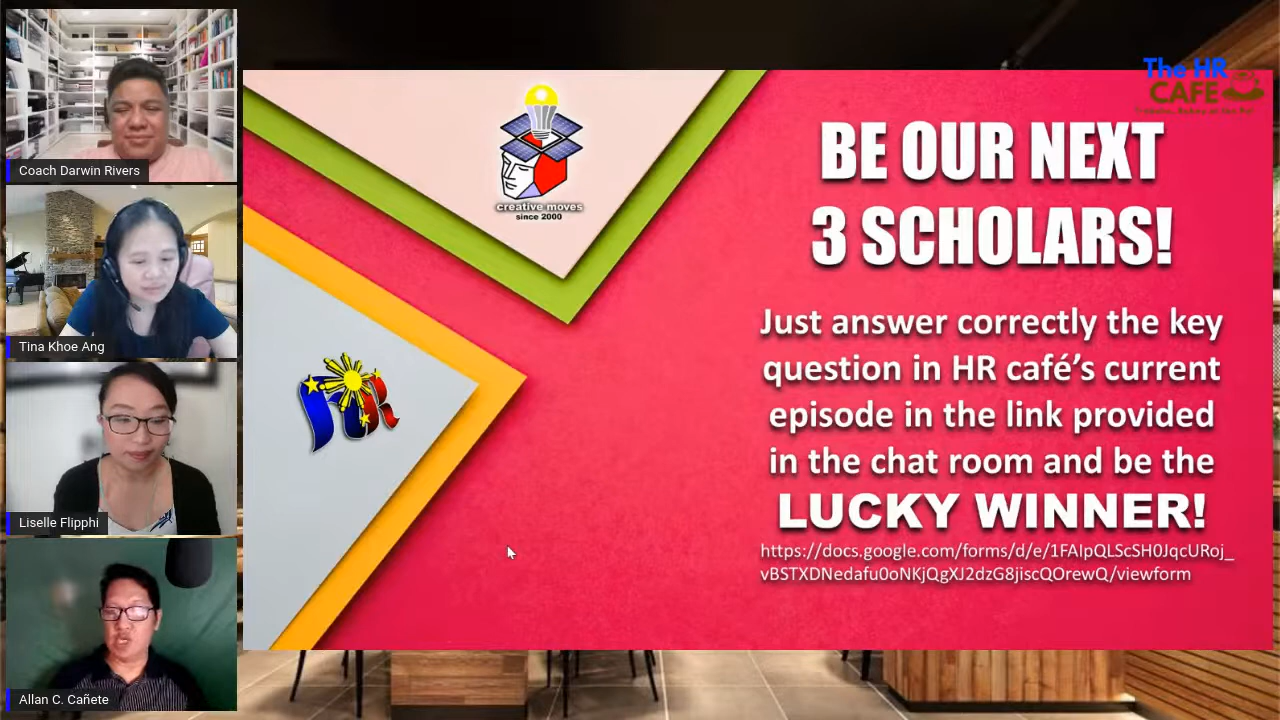 The HR
CAFE
creative moves
since 2000
BE OUR NEXT
3 SCHOLARS!
Just answer correctly the key
question in HR café's current
episode in the link provided
in the chat room and be the
LUCKY WINNER!
https://docs.google.com/forms/d/e/1FAIpQLScSH0JqcURoj_
vBSTXDNedafu0oNKjQgXJ2dzG8jiscQOrewQ/viewform
Coach Darwin Rivers
Tina Khoe Ang
Liselle Flipphi
Allan C. Cañete